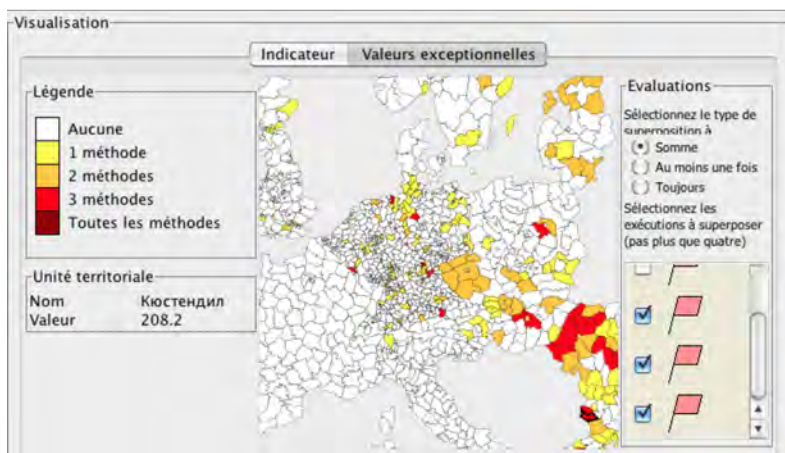 Visualisation
Indicateur
Valeurs exceptionnelles
Légende
Aucune
1 méthode
2 méthodes
3 méthodes
Toutes les méthodes
Unité territoriale
Nom Кюстендил
Valeur 208.2
Evaluations
Sélectionnez le type de
superposition à
Somme
Au moins une fois
Toujours
Sélectionnez les
exécutions à superposer
(pas plus que quatre)